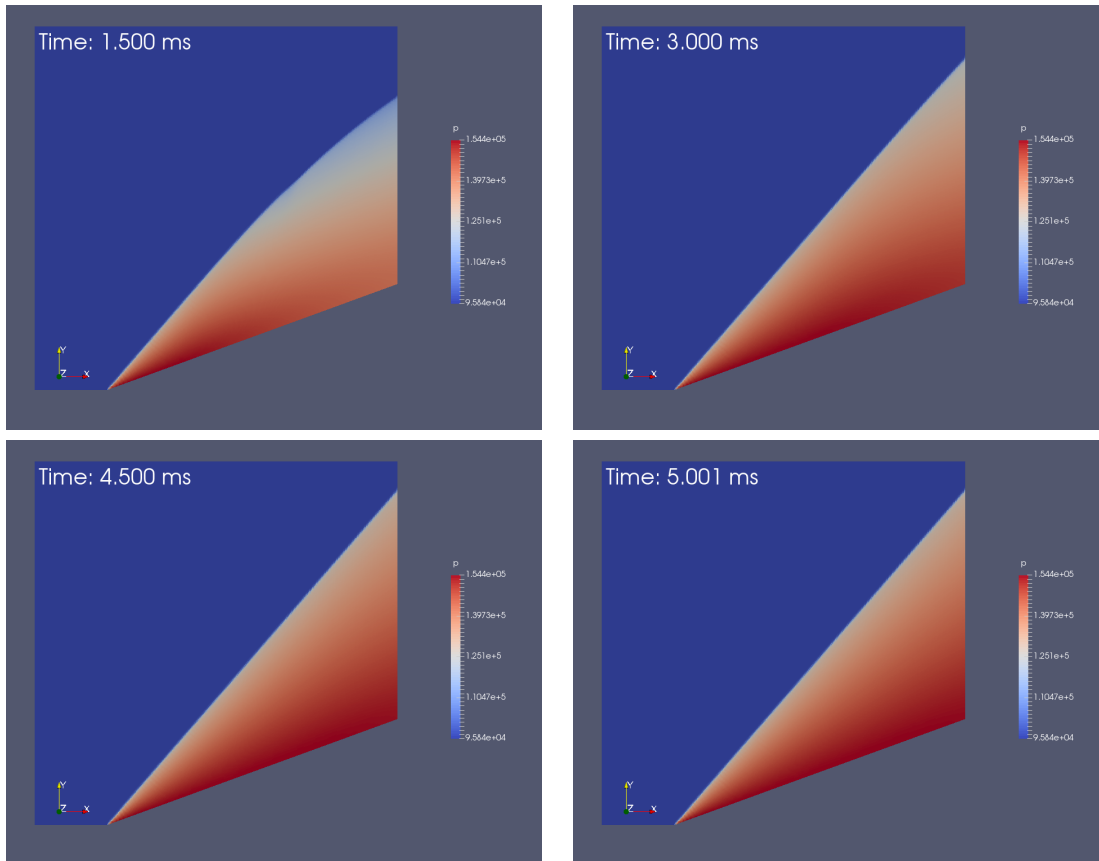 Time: 1.500 ms
p
1.544e+05
1.3973e+5
1.251e+5
1.1047e+5
9.584e+04
Y
Z X
Time: 3.000 ms
p
1.544e+05
1.3973e+5
1.251e+5
1.1047e+5
9.584e+04
Y
Z X
Time: 4.500 ms
p
1.544e+05
1.3973e+5
1.251e+5
1.1047e+5
9.584e+04
Y
Z X
Time: 5.001 ms
p
1.544e+05
1.3973e+5
1.251e+5
1.1047e+5
9.584e+04
Y
Z X